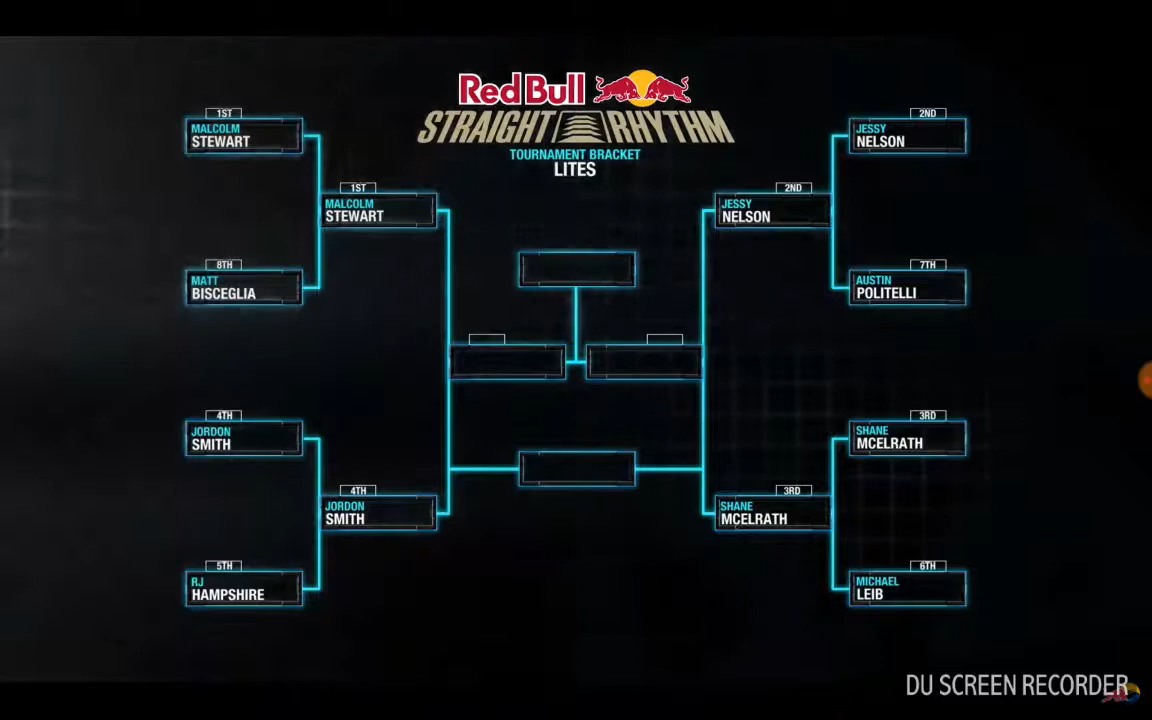 Red Bull
STRAIGHT RHYTHM
TOURNAMENT BRACKET
LITES
1ST
MALCOLM
STEWART
8TH
MATT
BISCEGLIA
4TH
JORDON
SMITH
5TH
RJ
HAMPSHIRE
1ST
MALCOLM
STEWART
4TH
JORDON
SMITH
2ND
JESSY
NELSON
3RD
SHANE
MCELRATH
2ND
JESSY
NELSON
7TH
AUSTIN
POLITELLI
3RD
SHANE
MCELRATH
6TH
MICHAEL
LEIB
DU SCREEN RECORDER